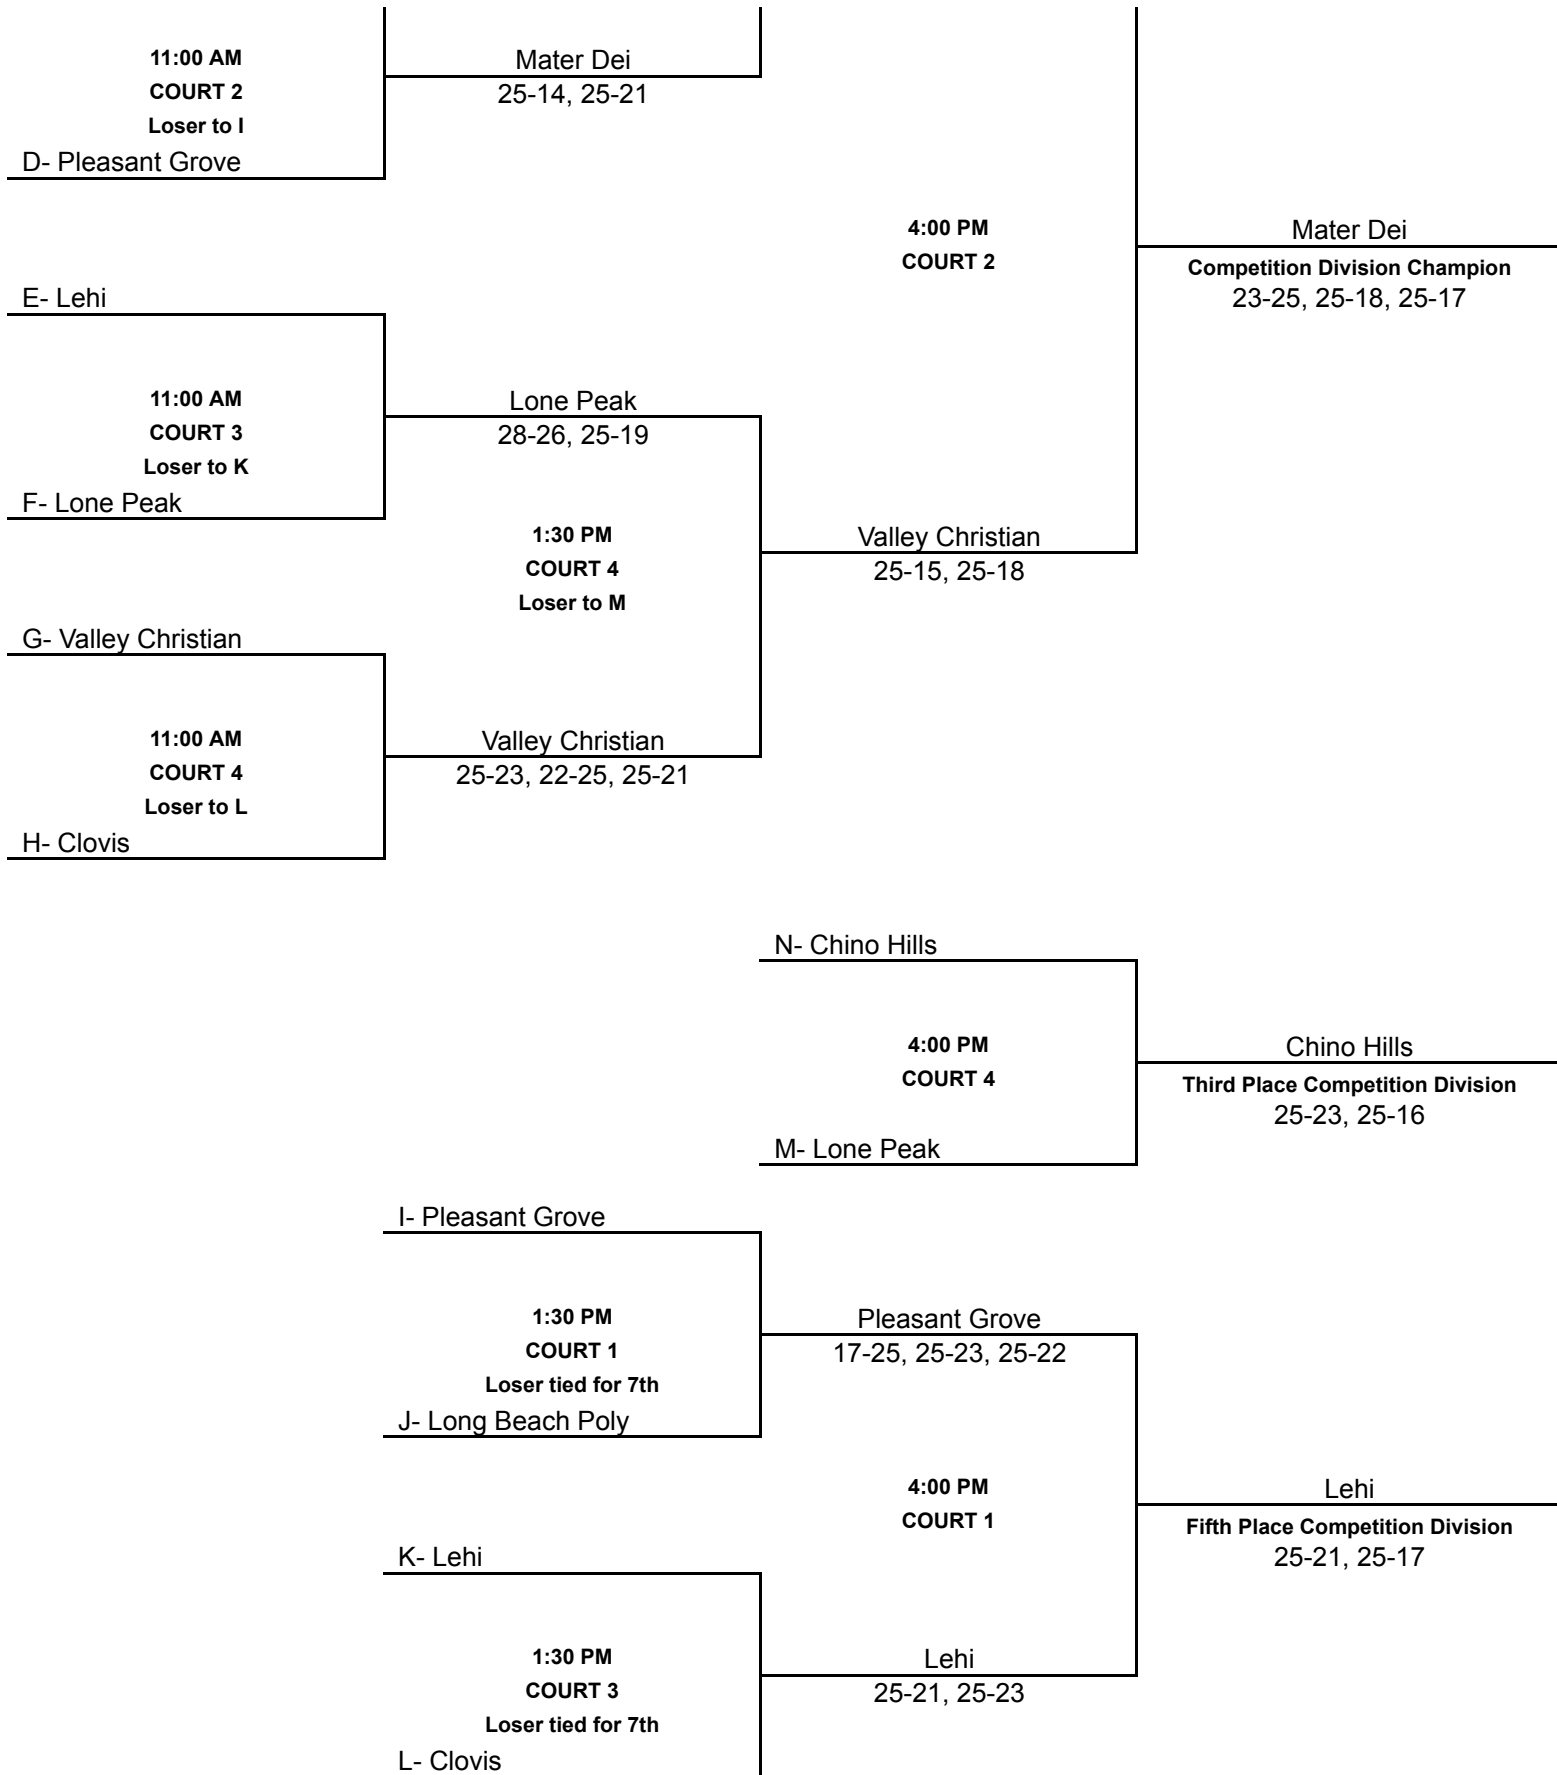 11:00 AM
COURT 2
Loser to I
Mater Dei
25-14, 25-21
D- Pleasant Grove
4:00 PM
COURT 2
Mater Dei
Competition Division Champion
23-25, 25-18, 25-17
E- Lehi
11:00 AM
COURT 3
Loser to K
Lone Peak
28-26, 25-19
F- Lone Peak
1:30 PM
COURT 4
Loser to M
Valley Christian
25-15, 25-18
G- Valley Christian
11:00 AM
COURT 4
Loser to L
Valley Christian
25-23, 22-25, 25-21
H- Clovis
N- Chino Hills
4:00 PM
COURT 4
Chino Hills
Third Place Competition Division
25-23, 25-16
M- Lone Peak
I- Pleasant Grove
1:30 PM
COURT 1
Loser tied for 7th
Pleasant Grove
17-25, 25-23, 25-22
J- Long Beach Poly
4:00 PM
COURT 1
Lehi
Fifth Place Competition Division
25-21, 25-17
K- Lehi
1:30 PM
COURT 3
Loser tied for 7th
Lehi
25-21, 25-23
L- Clovis